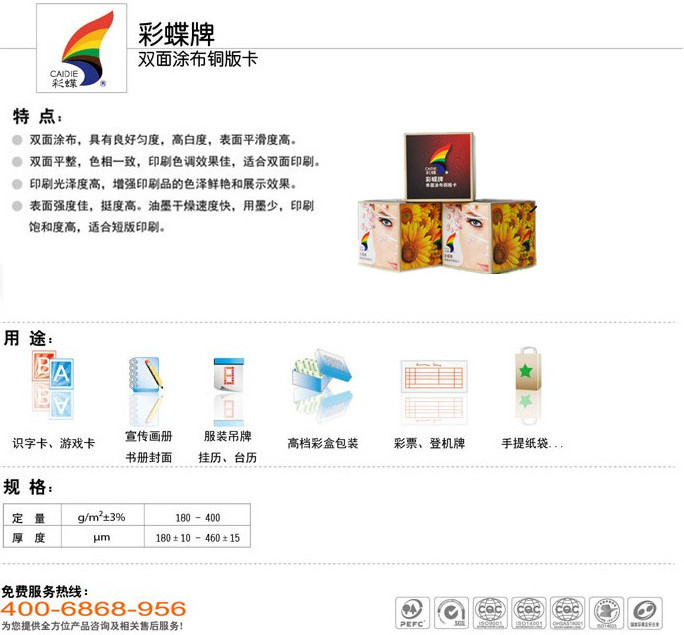 彩蝶牌
双面涂布铜版卡
CAIDIE
彩蝶
®
特 点：
双面涂布，具有良好匀度，高白度，表面平滑度高。
双面平整，色相一致，印刷色调效果佳，适合双面印刷。
印刷光泽度高，增强印刷品的色泽鲜艳和展示效果。
表面强度佳，挺度高。油墨干燥速度快，用墨少，印刷
饱和度高，适合短版印刷。
CAIDIE
彩蝶
彩蝶牌
单面涂布铜版卡
用 途：
B A
识字卡、游戏卡
宣传画册
书册封面
服装吊牌
挂历、台历
高档彩盒包装
彩票、登机牌
手提纸袋...
规 格：
定 量 g/m²±3% 180 - 400
厚 度 μm 180±10 - 460±15
免费服务热线：
400-6868-956
为您提供全方位产品咨询及相关售后服务！
PEFC
SGS
CQC
ISO9001
CQC
ISO14001
CQC
OHSAS18001